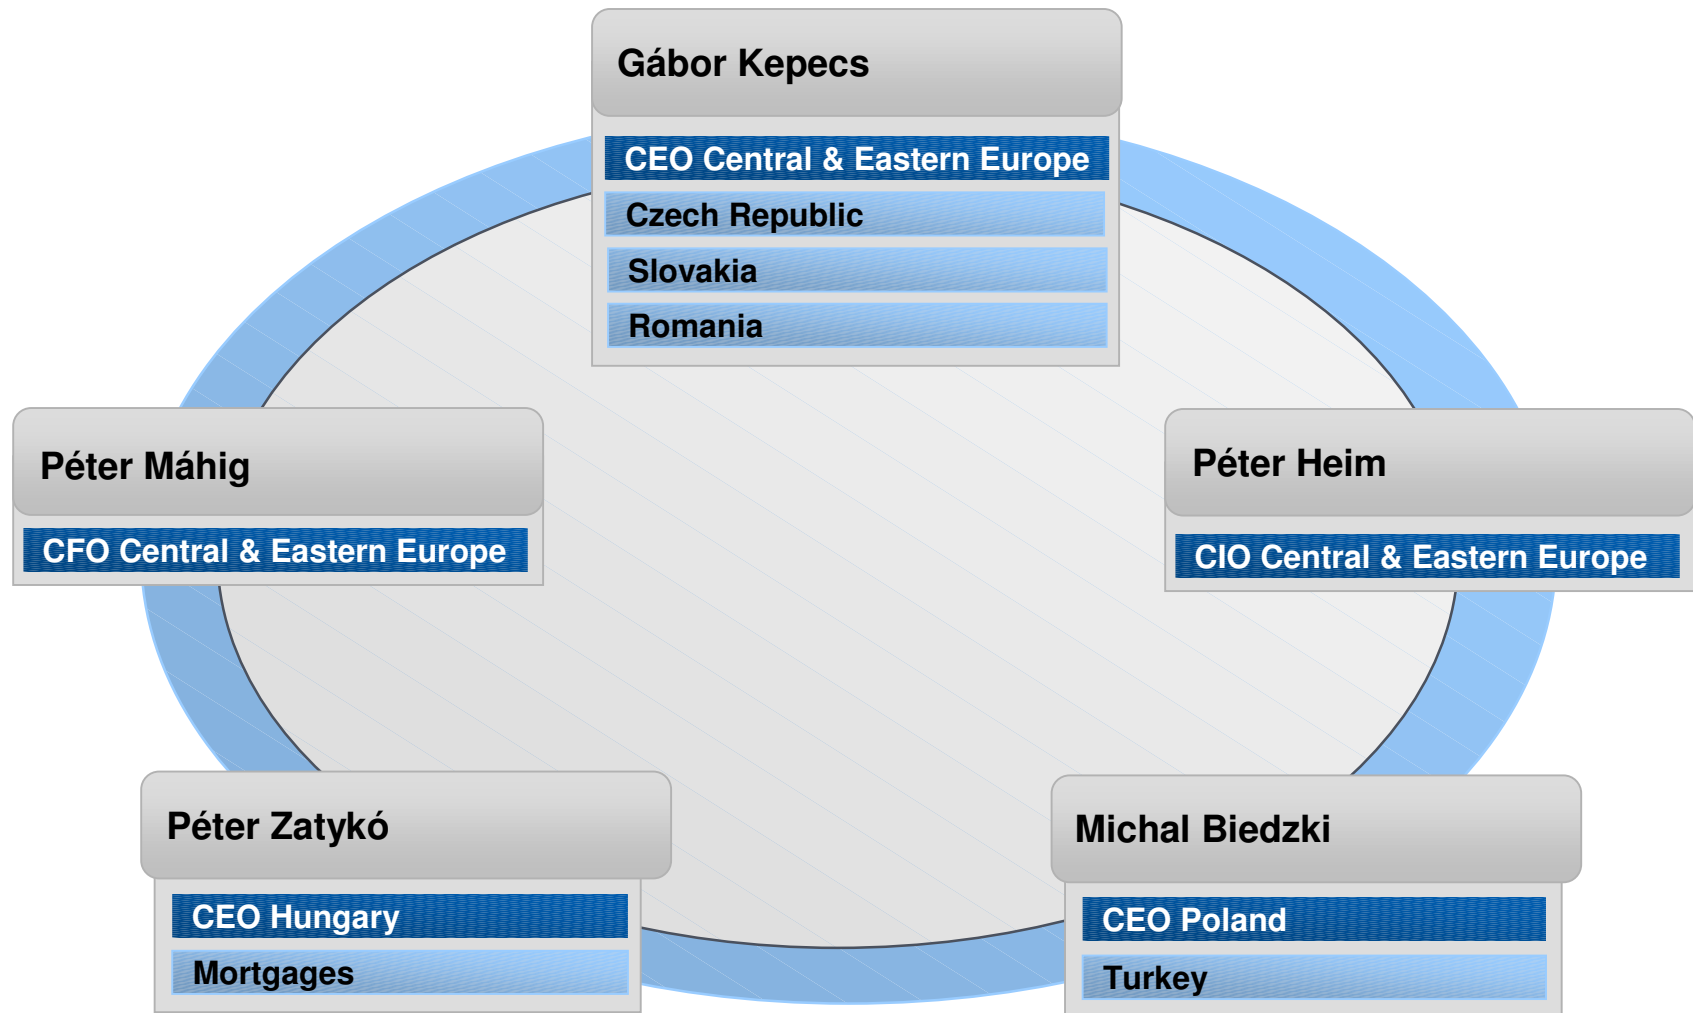 Gábor Kepecs
CEO Central & Eastern Europe
Czech Republic
Slovakia
Romania
Péter Máhig
CFO Central & Eastern Europe
Péter Heim
CIO Central & Eastern Europe
Péter Zatykó
CEO Hungary
Mortgages
Michal Biedzki
CEO Poland
Turkey